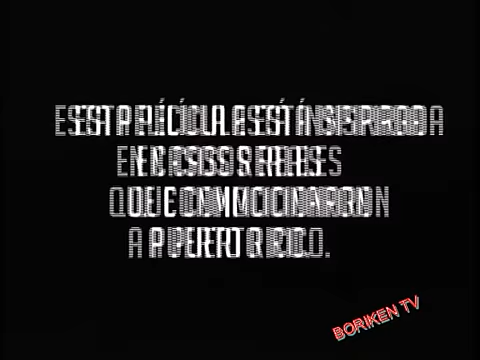 ESTA PELÍCULA ESTÁ INSPIRADA
EN CASOS REALES
QUE CONMOCIONARON
A PUERTO RICO.
BORIKEN TV